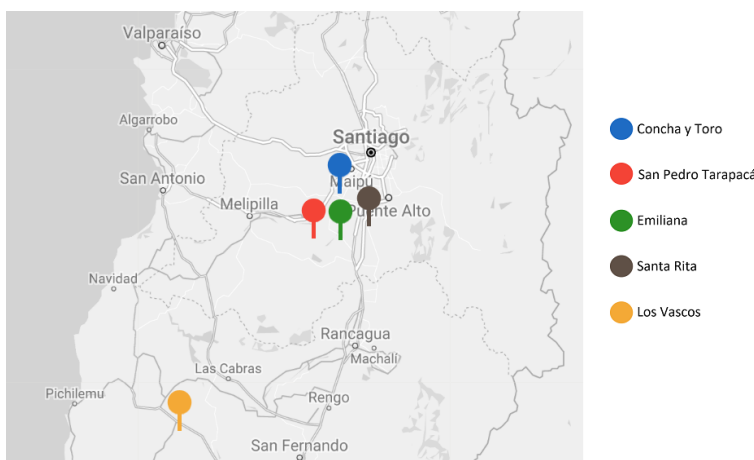 Valparaíso
Algarrobo
Santiago
San Antonio
Maipú
Melipilla
Puente Alto
Navidad
Rancagua
Machalí
Las Cabras
Pichilemu
Rengo
San Fernando
Concha y Toro
San Pedro Tarapacá
Emiliana
Santa Rita
Los Vascos